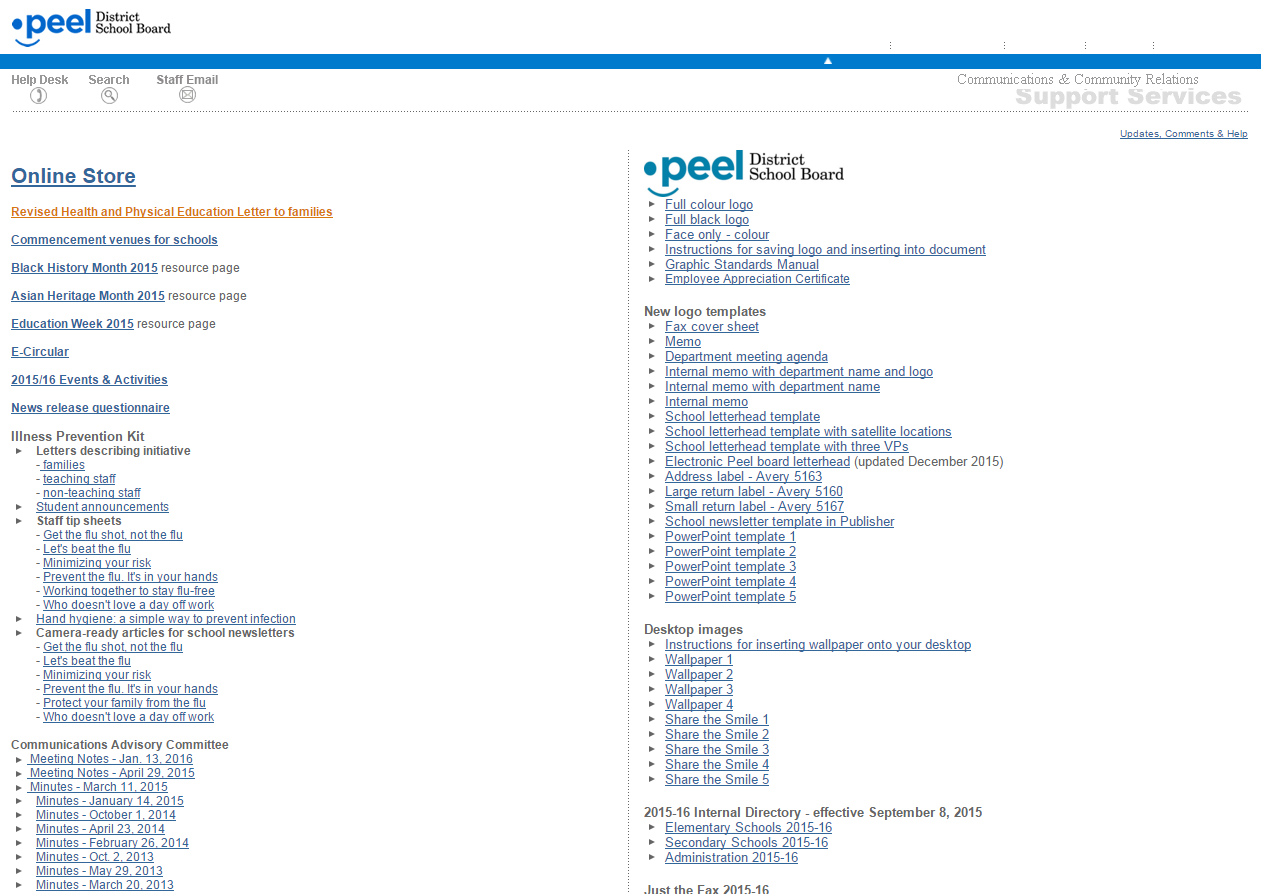 peel District School Board
Help Desk Search Staff Email
Communications & Community Relations
Support Services
Updates, Comments & Help
Online Store
Revised Health and Physical Education Letter to families
Commencement venues for schools
Black History Month 2015 resource page
Asian Heritage Month 2015 resource page
Education Week 2015 resource page
E-Circular
2015/16 Events & Activities
News release questionnaire
Illness Prevention Kit
Letters describing initiative
- families
- teaching staff
- non-teaching staff
Student announcements
Staff tip sheets
- Get the flu shot, not the flu
- Let's beat the flu
- Minimizing your risk
- Prevent the flu. It's in your hands
- Working together to stay flu-free
- Who doesn't love a day off work
Hand hygiene: a simple way to prevent infection
Camera-ready articles for school newsletters
- Get the flu shot, not the flu
- Let's beat the flu
- Minimizing your risk
- Prevent the flu. It's in your hands
- Protect your family from the flu
- Who doesn't love a day off work
Communications Advisory Committee
Meeting Notes - Jan. 13, 2016
Meeting Notes - April 29, 2015
Minutes - March 11, 2015
Minutes - January 14, 2015
Minutes - October 1, 2014
Minutes - April 23, 2014
Minutes - February 26, 2014
Minutes - Oct. 2, 2013
Minutes - May 29, 2013
Minutes - March 20, 2013
peel District School Board
Full colour logo
Full black logo
Face only - colour
Instructions for saving logo and inserting into document
Graphic Standards Manual
Employee Appreciation Certificate
New logo templates
Fax cover sheet
Memo
Department meeting agenda
Internal memo with department name and logo
Internal memo with department name
Internal memo
School letterhead template
School letterhead template with satellite locations
School letterhead template with three VPs
Electronic Peel board letterhead (updated December 2015)
Address label - Avery 5163
Large return label - Avery 5160
Small return label - Avery 5167
School newsletter template in Publisher
PowerPoint template 1
PowerPoint template 2
PowerPoint template 3
PowerPoint template 4
PowerPoint template 5
Desktop images
Instructions for inserting wallpaper onto your desktop
Wallpaper 1
Wallpaper 2
Wallpaper 3
Wallpaper 4
Share the Smile 1
Share the Smile 2
Share the Smile 3
Share the Smile 4
Share the Smile 5
2015-16 Internal Directory - effective September 8, 2015
Elementary Schools 2015-16
Secondary Schools 2015-16
Administration 2015-16
Just the Fax 2015-16